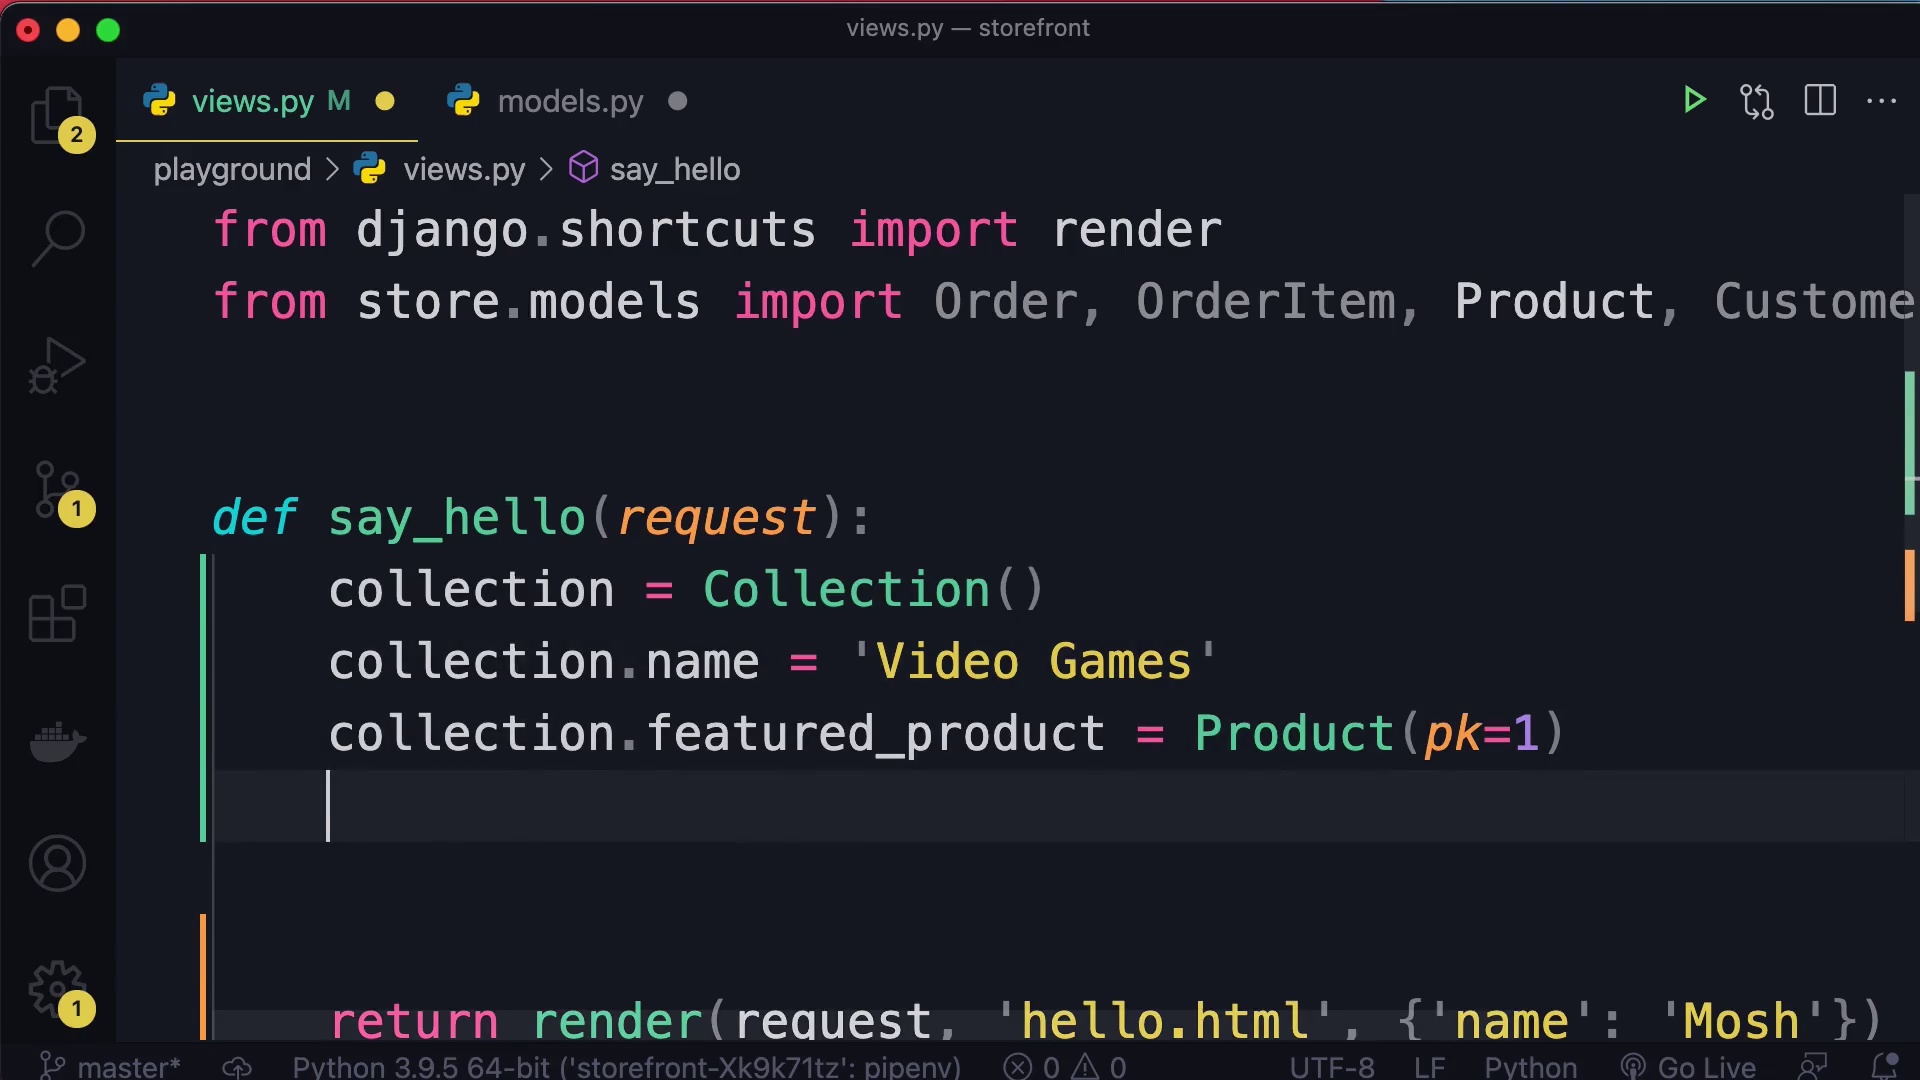 views.py — storefront
views.py M
models.py
2
playground > views.py > say_hello
from django.shortcuts import render
from store.models import Order, OrderItem, Product, Custome
def say_hello(request):
collection = Collection()
1
collection.name = 'Video Games'
collection.featured_product = Product(pk=1)
1
return render(request, 'hello.html', {'name': 'Mosh'})
master*
Python 3.9.5 64-bit ('storefront-Xk9k71tz': pipenv)
0 0
UTF-8
LF
Python
Go Live